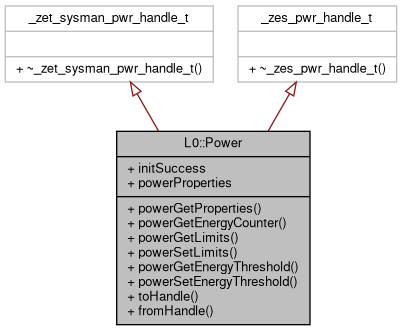 _zet_sysman_pwr_handle_t
_zes_pwr_handle_t
+ ~_zet_sysman_pwr_handle_t()
+ ~_zes_pwr_handle_t()
L0::Power
+ initSuccess
+ powerProperties
+ powerGetProperties()
+ powerGetEnergyCounter()
+ powerGetLimits()
+ powerSetLimits()
+ powerGetEnergyThreshold()
+ powerSetEnergyThreshold()
+ toHandle()
+ fromHandle()